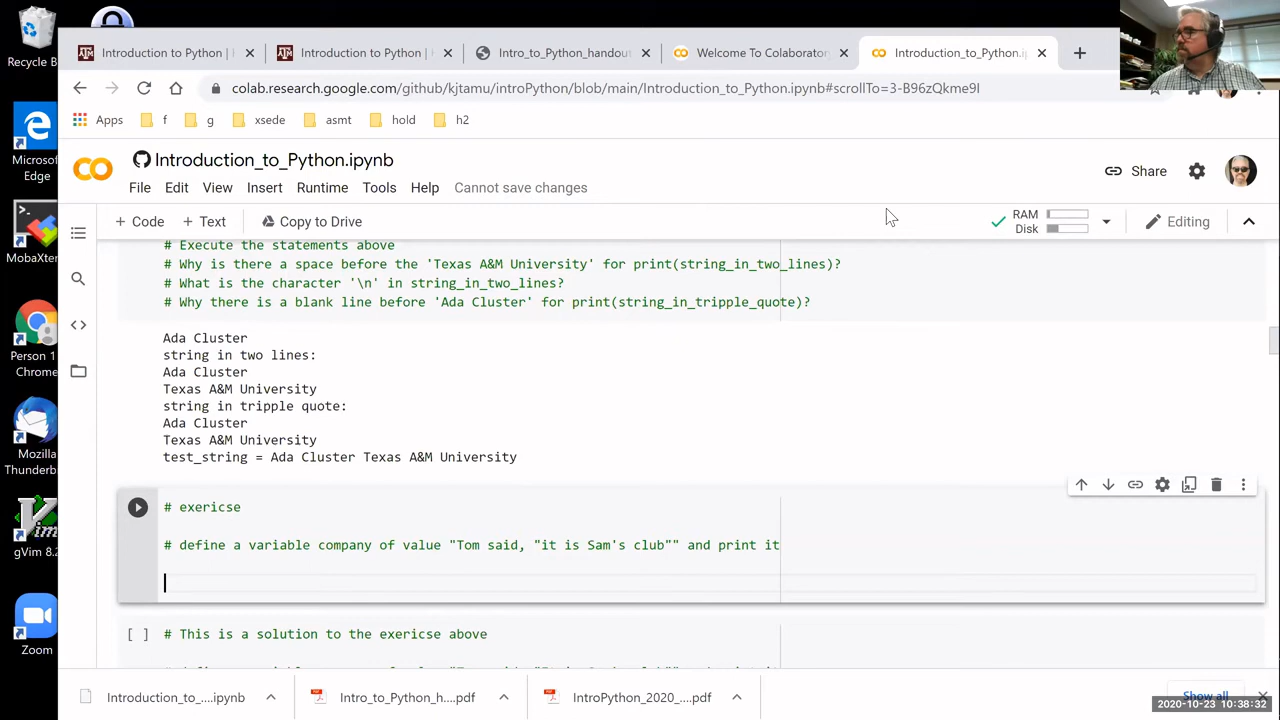 Recycle B
Introduction to Python |
Introduction to Python |
Intro_to_Python_handout
Welcome To Colaborator
Introduction_to_Python.i
colab.research.google.com/github/kjtamu/introPython/blob/main/Introduction_to_Python.ipynb#scrollTo=3-B96zQkme9I
Apps
f
g
xsede
asmt
hold
h2
Microsof
Edge
Introduction_to_Python.ipynb
Share
File Edit View Insert Runtime Tools Help Cannot save changes
+ Code + Text Copy to Drive
RAM
Disk
Editing
MobaXter
# Execute the statements above
# Why is there a space before the 'Texas A&M University' for print(string_in_two_lines)?
# What is the character '\n' in string_in_two_lines?
# Why there is a blank line before 'Ada Cluster' for print(string_in_tripple_quote)?
Person 1
Chrome
Ada Cluster
string in two lines:
Ada Cluster
Texas A&M University
string in tripple quote:
Ada Cluster
Texas A&M University
test_string = Ada Cluster Texas A&M University
Mozilla
Thunderb
# exericse
# define a variable company of value "Tom said, "it is Sam's club"" and print it
gVim 8.2
[ ] # This is a solution to the exericse above
Zoom
Introduction_to_....ipynb
Intro_to_Python_h....pdf
IntroPython_2020_....pdf
Show all
2020-10-23 10:38:32